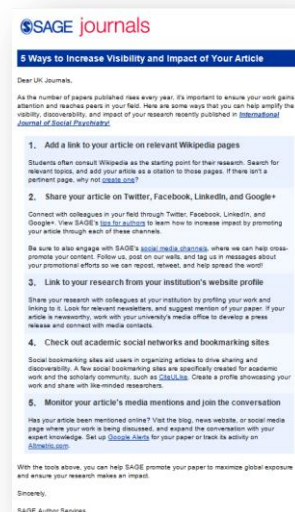 SAGE journals
5 Ways to Increase Visibility and Impact of Your Article
Dear UK Journals,
As the number of papers published rises every year, it's important to ensure your work gains
attention and reaches peers in your field. Here are some ways that you can help amplify the
visibility, discoverability, and impact of your research recently published in International
Journal of Social Psychiatry!
1. Add a link to your article on relevant Wikipedia pages
Students often consult Wikipedia as the starting point for their research. Search for
relevant topics, and add your article as a citation to those pages. If there isn't a
pertinent page, why not create one?
2. Share your article on Twitter, Facebook, LinkedIn, and Google+
Connect with colleagues in your field through Twitter, Facebook, LinkedIn, and
Google+. View SAGE's tips for authors to learn how to increase impact by promoting
your article through each of these channels.
Be sure to also engage with SAGE's social media channels, where we can help cross-
promote your content. Follow us, post on our walls, and tag us in messages about
your promotional efforts so we can repost, retweet, and help spread the word!
3. Link to your research from your institution's website profile
Share your research with colleagues at your institution by profiling your work and
linking to it. Look for relevant newsletters, and suggest mention of your paper. If your
article is newsworthy, work with your university's media office to develop a press
release and connect with media contacts.
4. Check out academic social networks and bookmarking sites
Social bookmarking sites aid users in organizing articles to drive sharing and
discoverability. A few social bookmarking sites are specifically created for academic
work and the scholarly community, such as CiteULike. Create a profile showcasing your
work and share with like-minded researchers.
5. Monitor your article's media mentions and join the conversation
Has your article been mentioned online? Visit the blog, news website, or social media
page where your work is being discussed, and expand the conversation with your
expert knowledge. Set up Google Alerts for your paper or track its activity on
Altmetric.com.
With the tools above, you can help SAGE promote your paper to maximize global exposure
and ensure your research makes an impact.
Sincerely,
SAGE Author Services